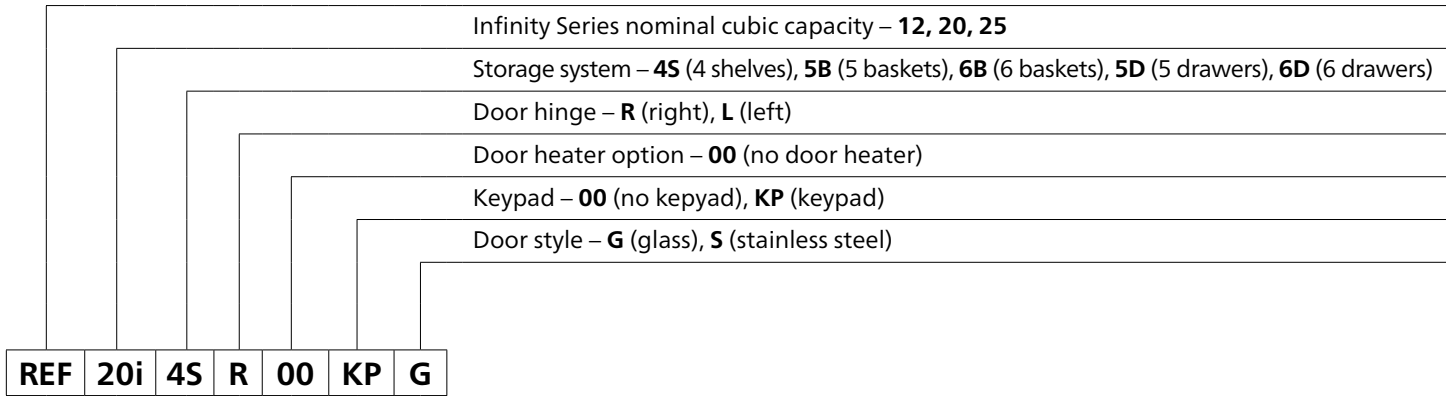 Infinity Series nominal cubic capacity – 12, 20, 25
Storage system – 4S (4 shelves), 5B (5 baskets), 6B (6 baskets), 5D (5 drawers), 6D (6 drawers)
Door hinge – R (right), L (left)
Door heater option – 00 (no door heater)
Keypad – 00 (no kepyad), KP (keypad)
Door style – G (glass), S (stainless steel)
REF 20i 4S R 00 KP G